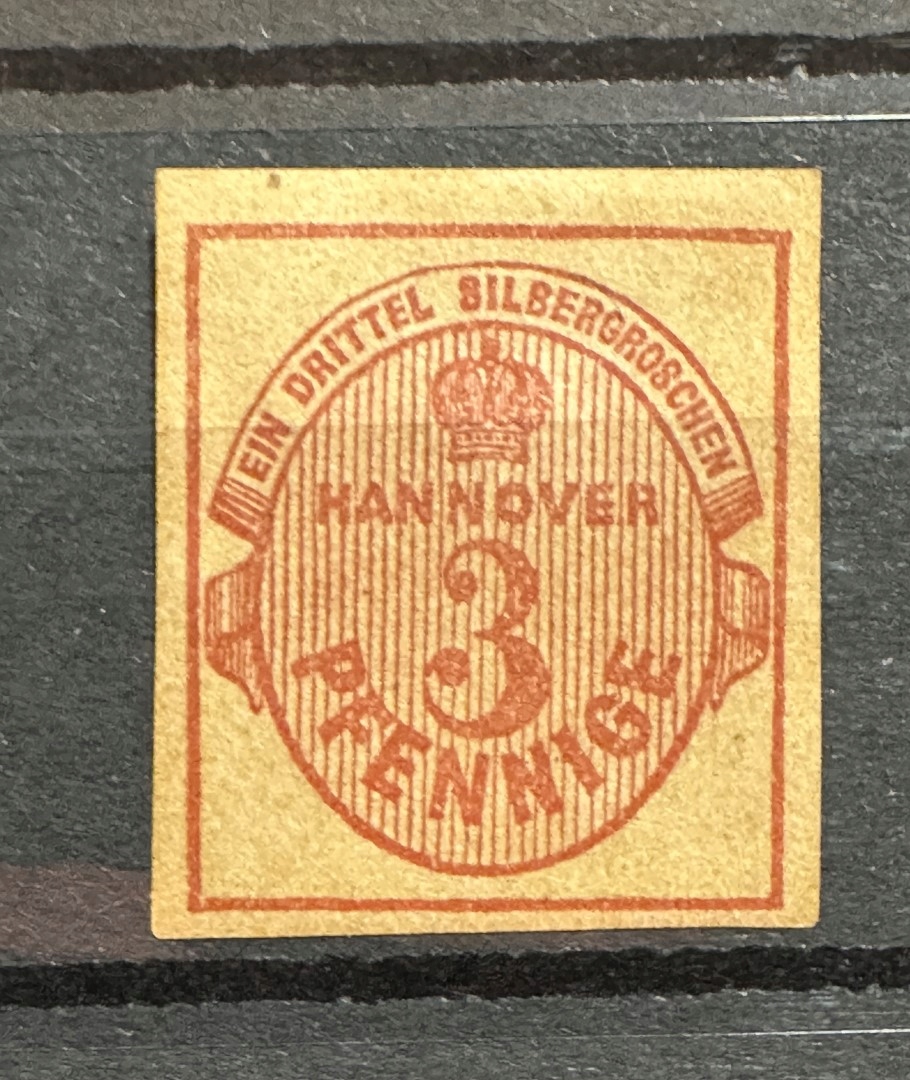 EIN DRITTEL SILBERGROSCHEN
HANNOVER
3
PFENNIGE